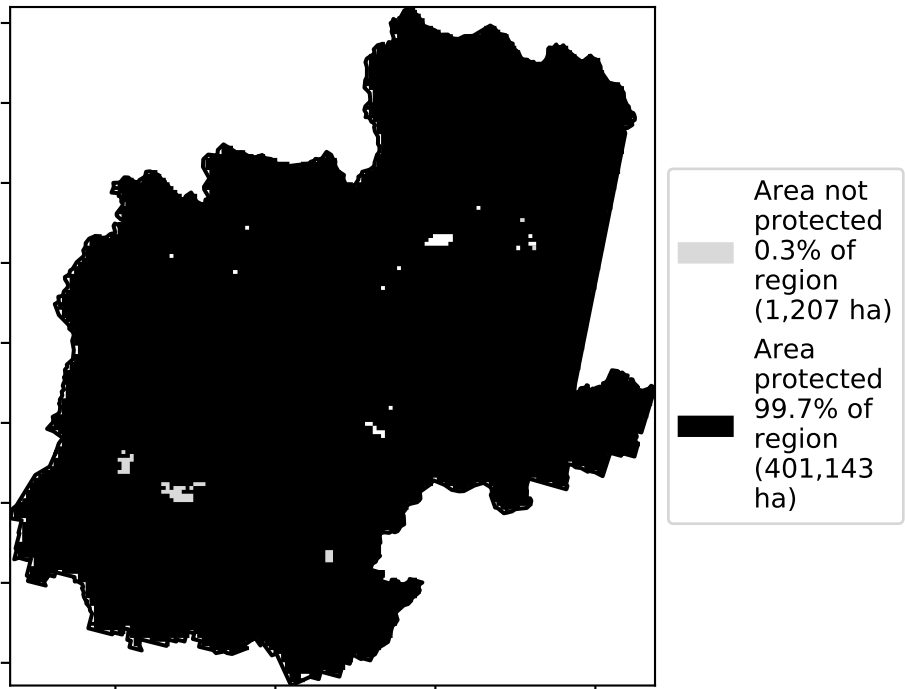 Area not
protected
0.3% of
region
(1,207 ha)
Area
protected
99.7% of
region
(401,143
ha)